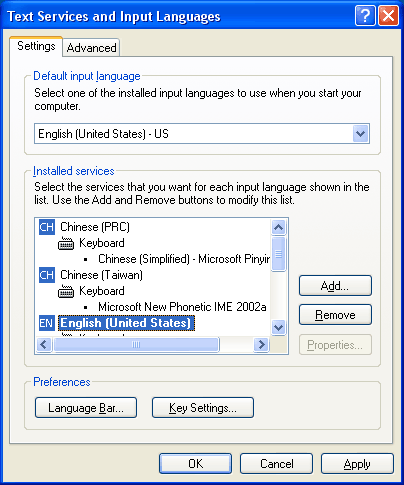 Text Services and Input Languages
Settings
Advanced
Default input language
Select one of the installed input languages to use when you start your
computer.
English (United States) - US
Installed services
Select the services that you want for each input language shown in the
list. Use the Add and Remove buttons to modify this list.
CH Chinese (PRC)
Keyboard
• Chinese (Simplified) - Microsoft Pinyin
CH Chinese (Taiwan)
Keyboard
• Microsoft New Phonetic IME 2002a
EN English (United States)
Add...
Remove
Properties...
Preferences
Language Bar...
Key Settings...
OK
Cancel
Apply